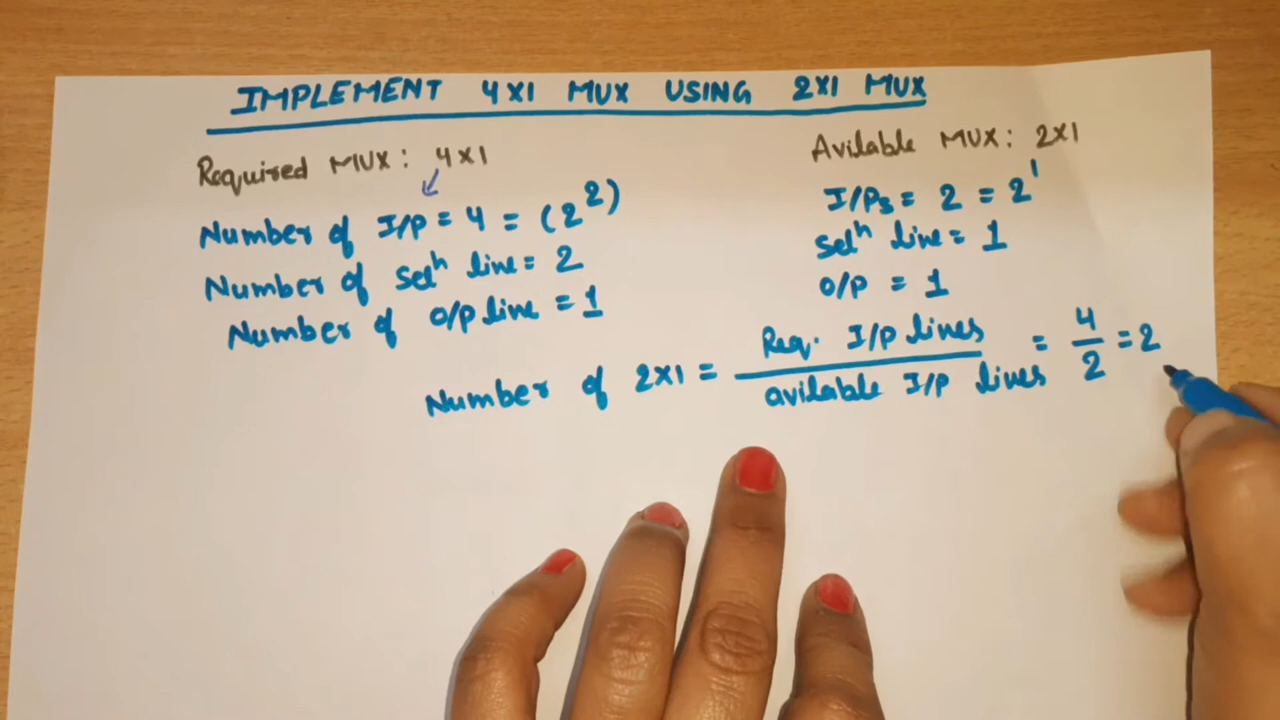 IMPLEMENT 4X1 MUX USING 2X1 MUX
Required MUX: 4X1
Number of I/P = 4 = (2²)
Number of selⁿ line = 2
Number of O/P line = 1
Avilable MUX: 2X1
I/Ps = 2 = 2¹
selⁿ line = 1
O/P = 1
Number of 2X1 = Req. I/P lines / avilable I/P lines = 4/2 = 2